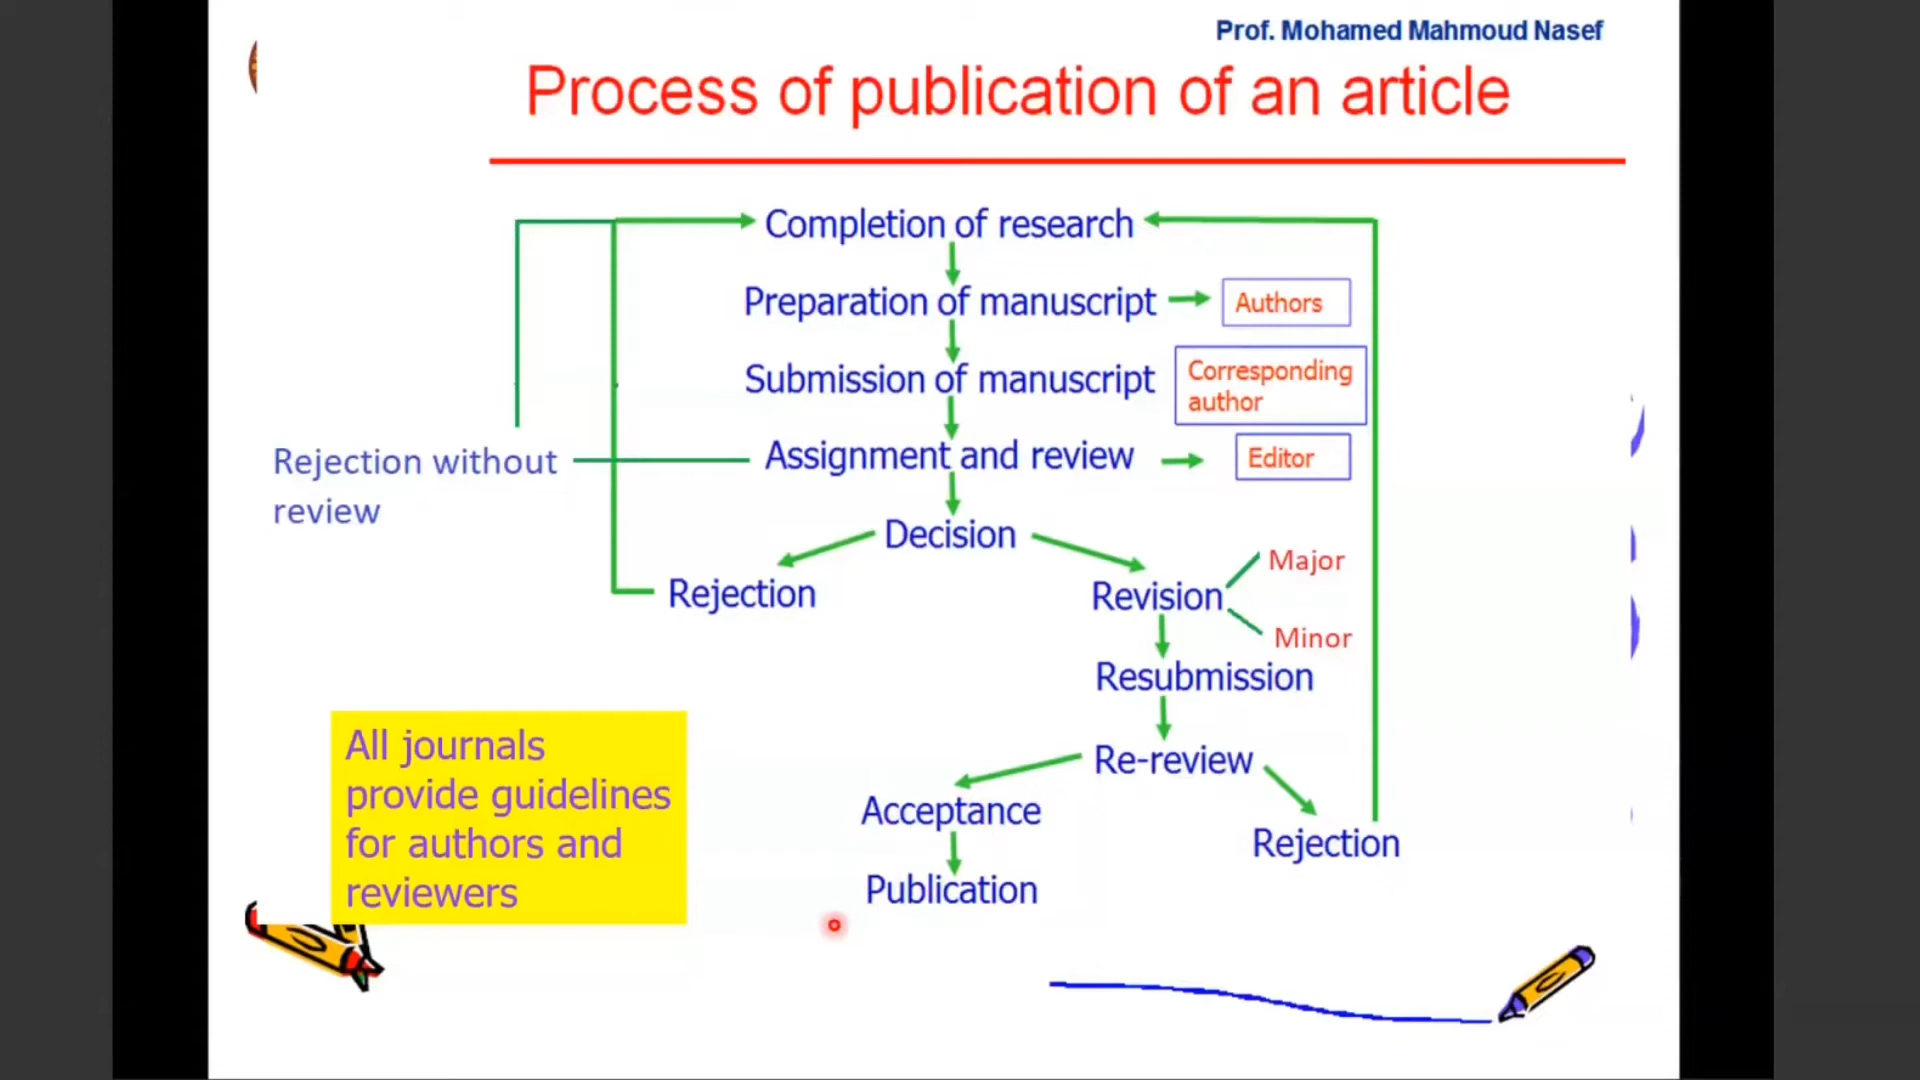 Prof. Mohamed Mahmoud Nasef
Process of publication of an article
Completion of research
Preparation of manuscript
Authors
Submission of manuscript
Corresponding
author
Assignment and review
Editor
Rejection without
review
Decision
Rejection
Revision
Major
Minor
Resubmission
Re-review
Acceptance
Rejection
Publication
All journals
provide guidelines
for authors and
reviewers